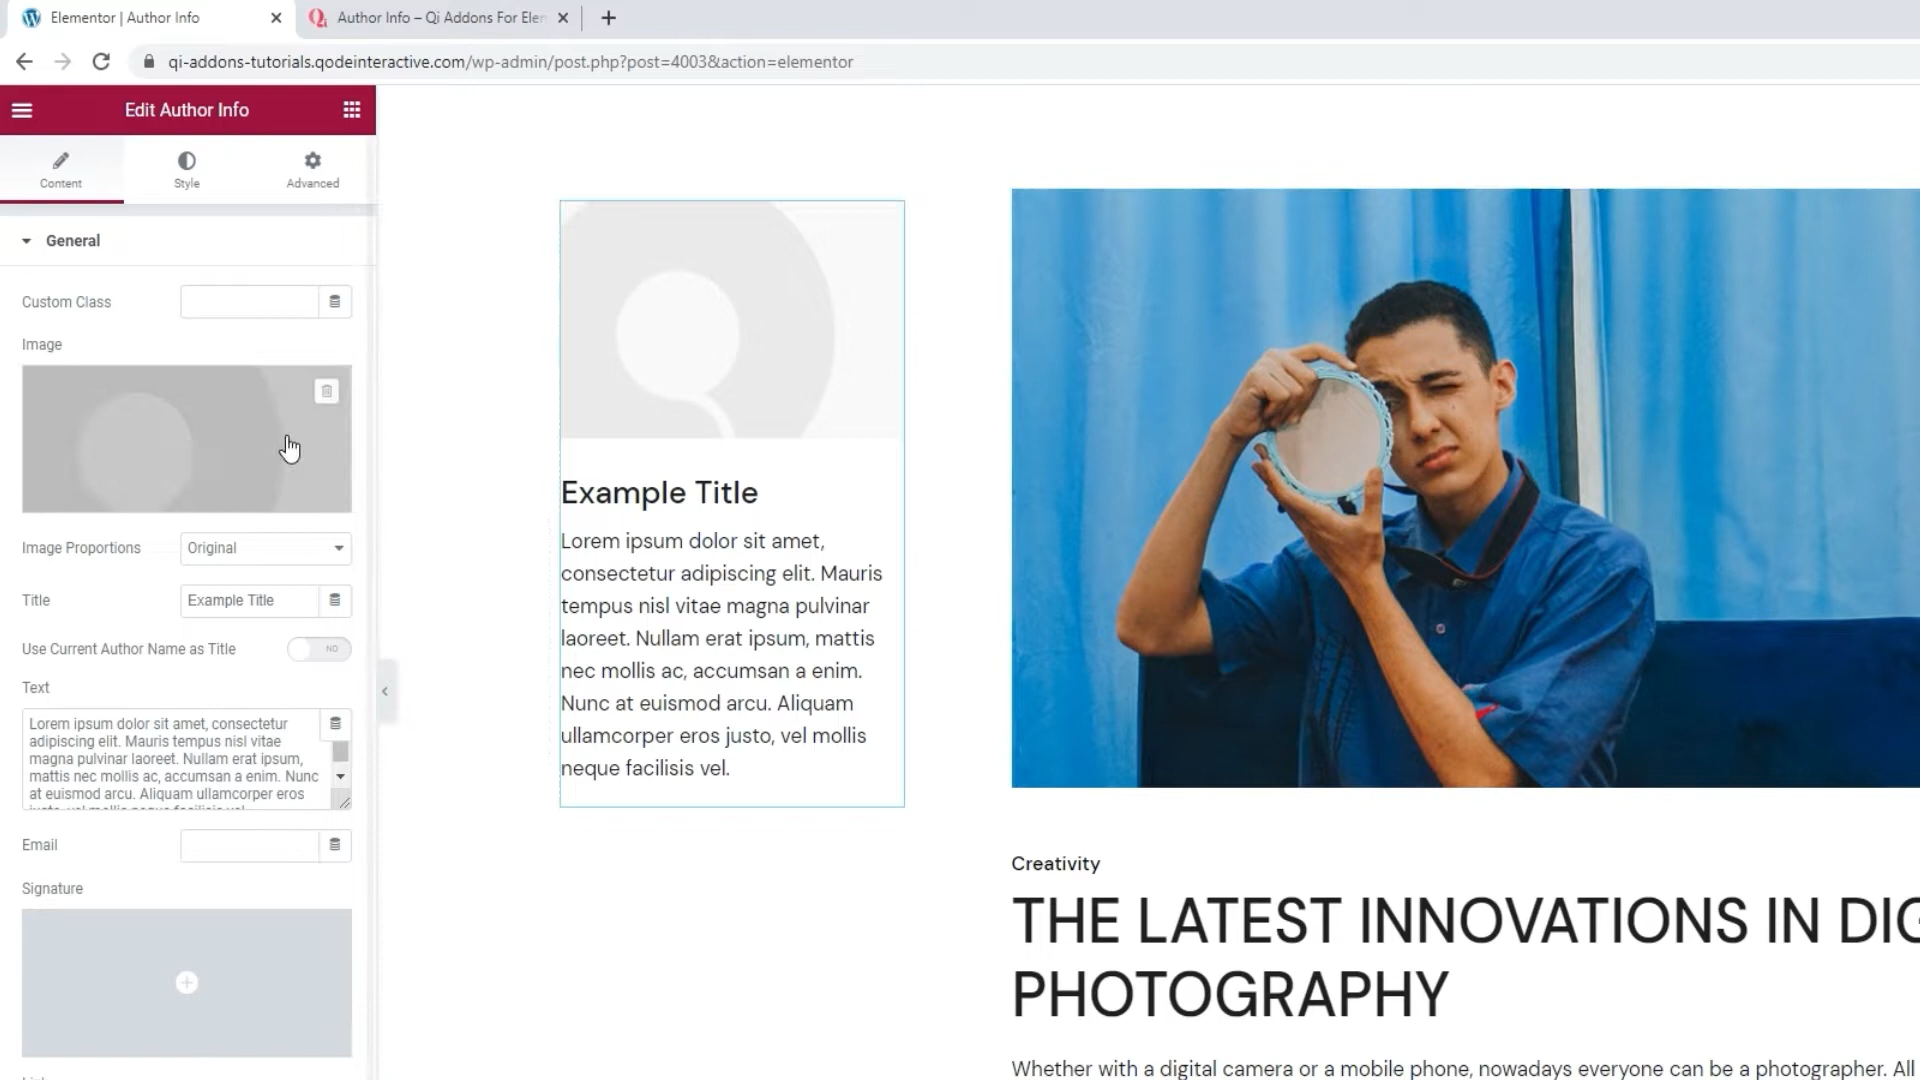 Elementor | Author Info
Author Info – Qi Addons For Eler
qi-addons-tutorials.qodeinteractive.com/wp-admin/post.php?post=4003&action=elementor
Edit Author Info
Content
Style
Advanced
General
Custom Class
Image
Image Proportions
Original
Title
Example Title
Use Current Author Name as Title
NO
Text
Lorem ipsum dolor sit amet, consectetur
adipiscing elit. Mauris tempus nisl vitae
magna pulvinar laoreet. Nullam erat ipsum,
mattis nec mollis ac, accumsan a enim. Nunc
at euismod arcu. Aliquam ullamcorper eros
Email
Signature
Example Title
Lorem ipsum dolor sit amet,
consectetur adipiscing elit. Mauris
tempus nisl vitae magna pulvinar
laoreet. Nullam erat ipsum, mattis
nec mollis ac, accumsan a enim.
Nunc at euismod arcu. Aliquam
ullamcorper eros justo, vel mollis
neque facilisis vel.
Creativity
THE LATEST INNOVATIONS IN DIG
PHOTOGRAPHY
Whether with a digital camera or a mobile phone, nowadays everyone can be a photographer. All